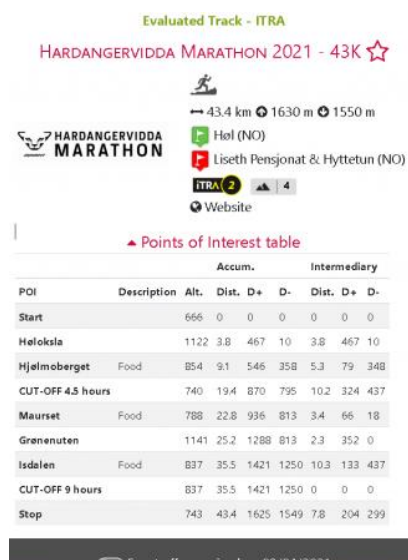 Evaluated Track - ITRA
HARDANGERVIDDA MARATHON 2021 - 43K
43.4 km 1630 m 1550 m
HARDANGERVIDDA
MARATHON
Høl (NO)
Liseth Pensjonat & Hyttetun (NO)
ITRA 2 4
Website
Points of Interest table
Accum. Intermediary
POI Description Alt. Dist. D+ D- Dist. D+ D-
Start 666 0 0 0 0 0 0
Høloksla 1122 3.8 467 10 3.8 467 10
Hjølmoberget Food 854 9.1 546 358 5.3 79 348
CUT-OFF 4.5 hours 740 19.4 870 795 10.2 324 437
Maurset Food 788 22.8 936 813 3.4 66 18
Grønenuten 1141 25.2 1288 813 2.3 352 0
Isdølen Food 837 35.5 1421 1250 10.3 133 437
CUT-OFF 9 hours 837 35.5 1421 1250 0 0 0
Stop 743 43.4 1625 1549 7.8 204 299